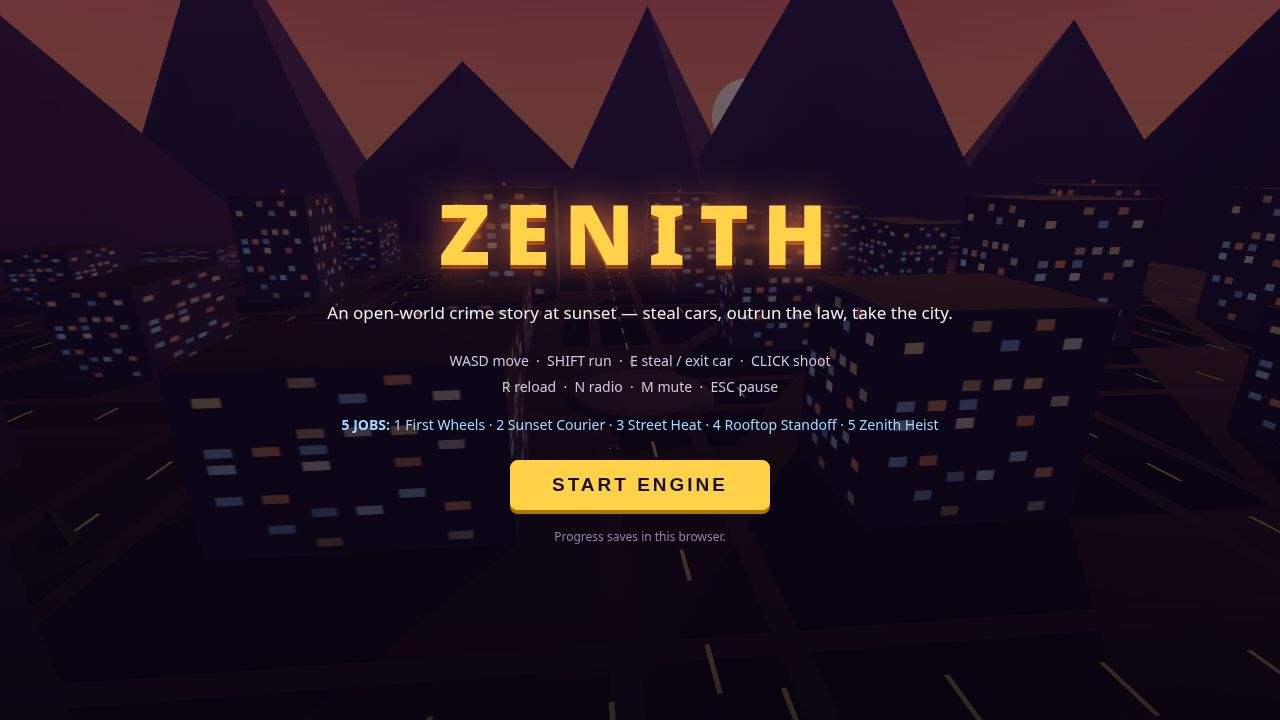 ZENITH
An open-world crime story at sunset — steal cars, outrun the law, take the city.
WASD move · SHIFT run · E steal / exit car · CLICK shoot
R reload · N radio · M mute · ESC pause
5 JOBS: 1 First Wheels · 2 Sunset Courier · 3 Street Heat · 4 Rooftop Standoff · 5 Zenith Heist
START ENGINE
Progress saves in this browser.